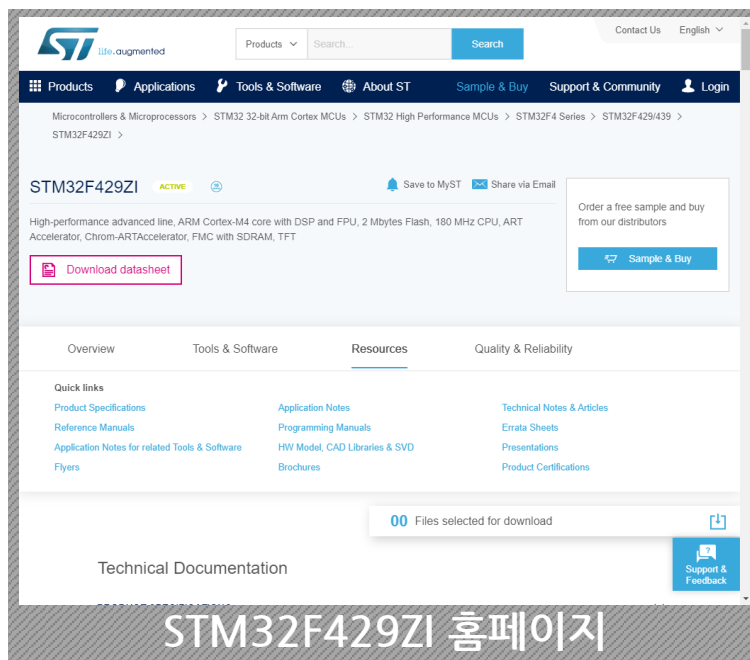 ST life.augmented
Products
Search...
Search
Contact Us
English
Products
Applications
Tools & Software
About ST
Sample & Buy
Support & Community
Login
Microcontrollers & Microprocessors > STM32 32-bit Arm Cortex MCUs > STM32 High Performance MCUs > STM32F4 Series > STM32F429/439 >
STM32F429ZI >
STM32F429ZI
ACTIVE
Save to MyST
Share via Email
High-performance advanced line, ARM Cortex-M4 core with DSP and FPU, 2 Mbytes Flash, 180 MHz CPU, ART
Accelerator, Chrom-ARTAccelerator, FMC with SDRAM, TFT
Download datasheet
Order a free sample and buy
from our distributors
Sample & Buy
Overview
Tools & Software
Resources
Quality & Reliability
Quick links
Product Specifications
Application Notes
Technical Notes & Articles
Reference Manuals
Programming Manuals
Errata Sheets
Application Notes for related Tools & Software
HW Model, CAD Libraries & SVD
Presentations
Flyers
Brochures
Product Certifications
00 Files selected for download
Support &
Feedback
Technical Documentation
STM32F429ZI 홈페이지